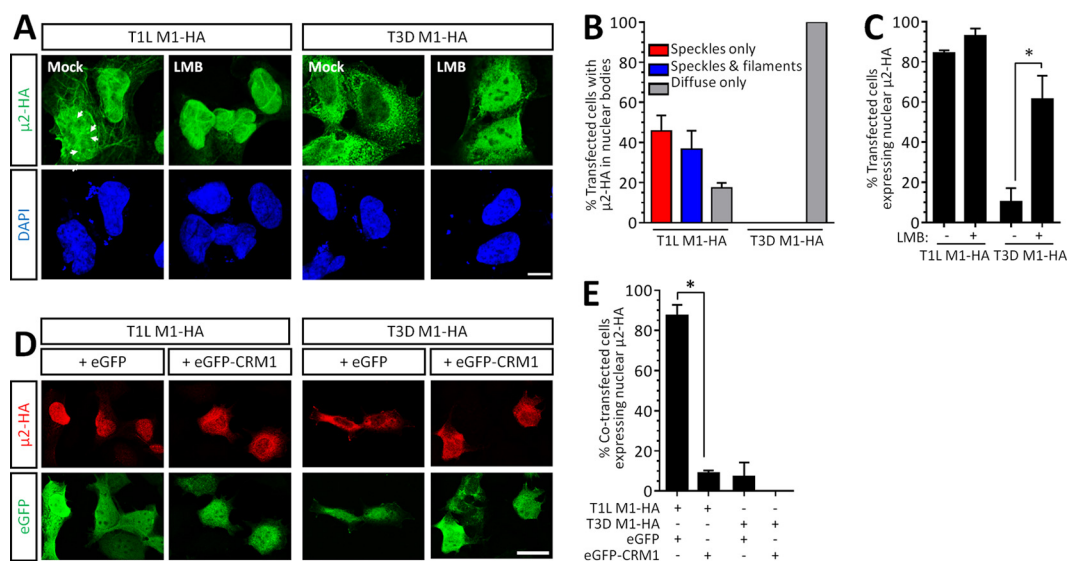 A
T1L M1-HA
T3D M1-HA
Mock
LMB
Mock
LMB
µ2-HA
DAPI
B
% Transfected cells with
µ2-HA in nuclear bodies
100
80
60
40
20
0
Speckles only
Speckles & filaments
Diffuse only
T1L M1-HA
T3D M1-HA
C
% Transfected cells
expressing nuclear µ2-HA
100
80
60
40
20
0
*
LMB:
-
+
-
+
T1L M1-HA
T3D M1-HA
D
T1L M1-HA
T3D M1-HA
+ eGFP
+ eGFP-CRM1
+ eGFP
+ eGFP-CRM1
µ2-HA
eGFP
E
% Co-transfected cells
expressing nuclear µ2-HA
100
80
60
40
20
0
*
T1L M1-HA + + - -
T3D M1-HA - - + +
eGFP + - + -
eGFP-CRM1 - + - +